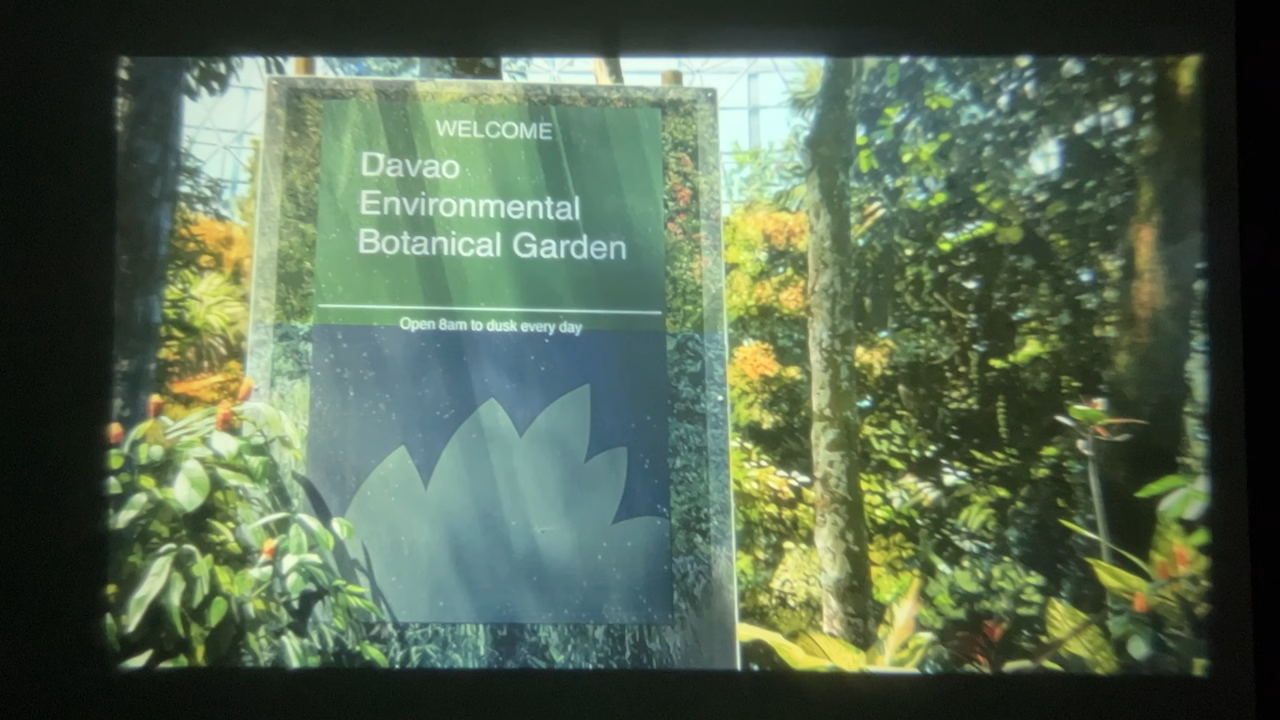 WELCOME
Davao
Environmental
Botanical Garden
Open 8am to dusk every day